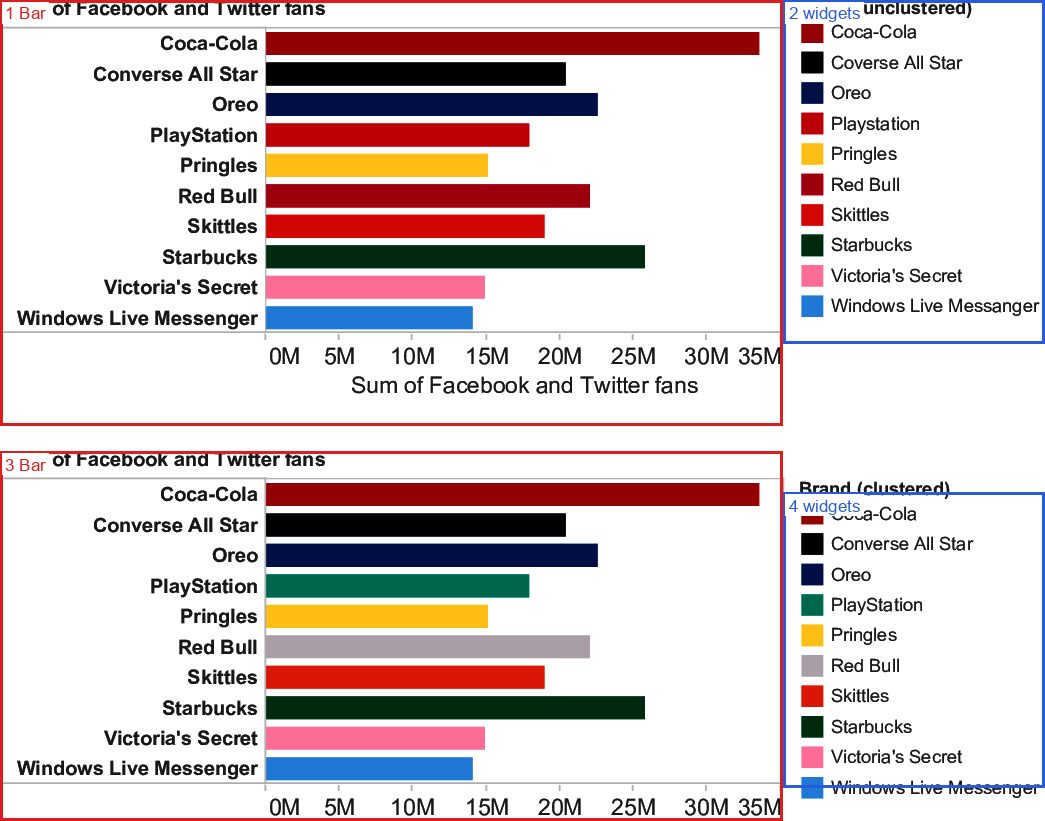 1 Bar of Facebook and Twitter fans
Coca-Cola
Converse All Star
Oreo
PlayStation
Pringles
Red Bull
Skittles
Starbucks
Victoria's Secret
Windows Live Messenger
0M 5M 10M 15M 20M 25M 30M 35M
Sum of Facebook and Twitter fans
2 widgets unclustered)
Coca-Cola
Coverse All Star
Oreo
Playstation
Pringles
Red Bull
Skittles
Starbucks
Victoria's Secret
Windows Live Messanger
3 Bar of Facebook and Twitter fans
Coca-Cola
Converse All Star
Oreo
PlayStation
Pringles
Red Bull
Skittles
Starbucks
Victoria's Secret
Windows Live Messenger
0M 5M 10M 15M 20M 25M 30M 35M
Brand (clustered)
4 widgets
Coca-Cola
Converse All Star
Oreo
PlayStation
Pringles
Red Bull
Skittles
Starbucks
Victoria's Secret
Windows Live Messenger